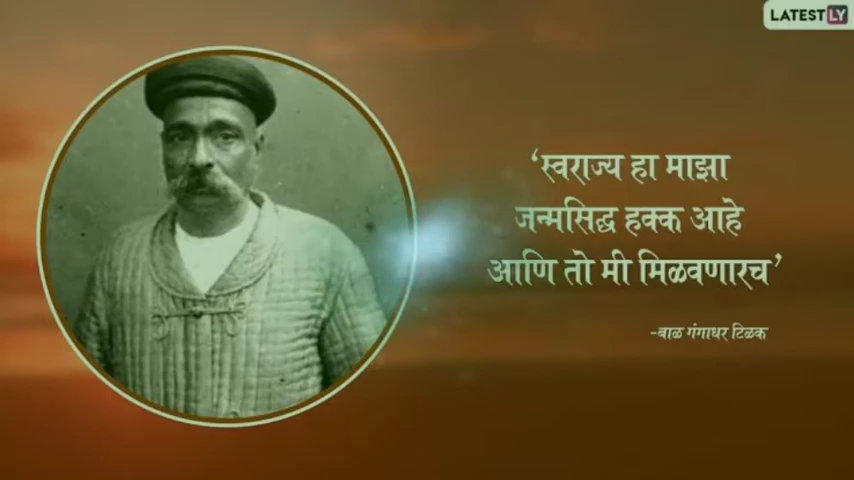 LATESTLY
‘स्वराज्य हा माझा
जन्मसिद्ध हक्क आहे
आणि तो मी मिळवणारच’
-बाळ गंगाधर टिळक